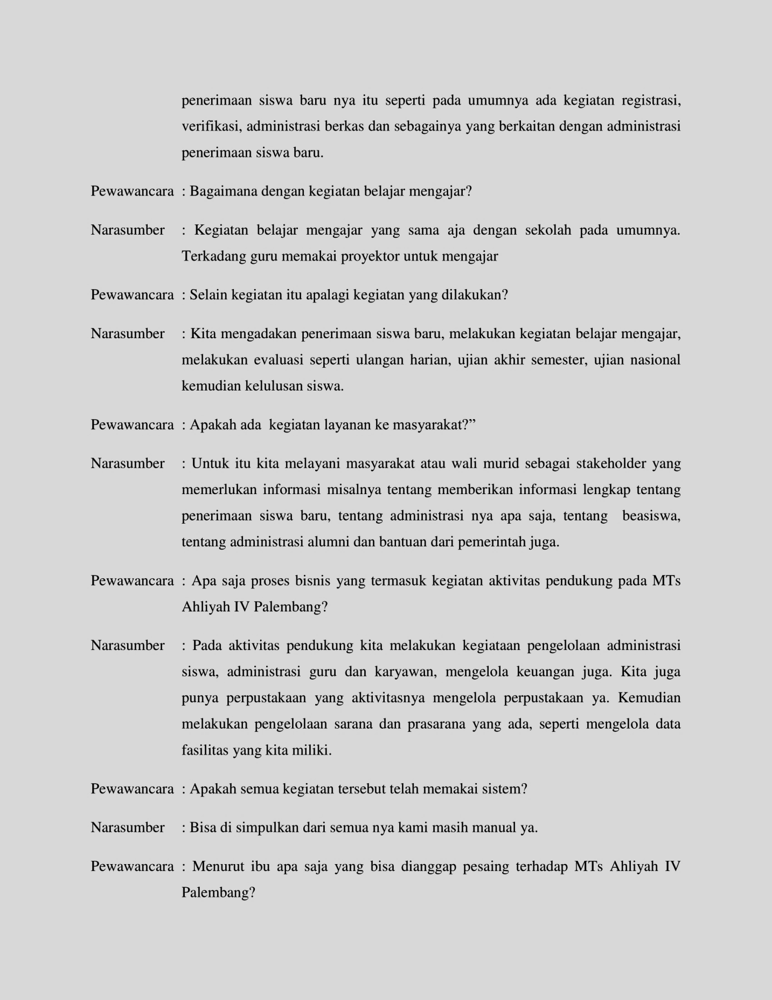 penerimaan siswa baru nya itu seperti pada umumnya ada kegiatan registrasi,
verifikasi, administrasi berkas dan sebagainya yang berkaitan dengan administrasi
penerimaan siswa baru.
Pewawancara : Bagaimana dengan kegiatan belajar mengajar?
Narasumber : Kegiatan belajar mengajar yang sama aja dengan sekolah pada umumnya.
Terkadang guru memakai proyektor untuk mengajar
Pewawancara : Selain kegiatan itu apalagi kegiatan yang dilakukan?
Narasumber : Kita mengadakan penerimaan siswa baru, melakukan kegiatan belajar mengajar,
melakukan evaluasi seperti ulangan harian, ujian akhir semester, ujian nasional
kemudian kelulusan siswa.
Pewawancara : Apakah ada  kegiatan layanan ke masyarakat?”
Narasumber : Untuk itu kita melayani masyarakat atau wali murid sebagai stakeholder yang
memerlukan informasi misalnya tentang memberikan informasi lengkap tentang
penerimaan siswa baru, tentang administrasi nya apa saja, tentang  beasiswa,
tentang administrasi alumni dan bantuan dari pemerintah juga.
Pewawancara : Apa saja proses bisnis yang termasuk kegiatan aktivitas pendukung pada MTs
Ahliyah IV Palembang?
Narasumber : Pada aktivitas pendukung kita melakukan kegiataan pengelolaan administrasi
siswa, administrasi guru dan karyawan, mengelola keuangan juga. Kita juga
punya perpustakaan yang aktivitasnya mengelola perpustakaan ya. Kemudian
melakukan pengelolaan sarana dan prasarana yang ada, seperti mengelola data
fasilitas yang kita miliki.
Pewawancara : Apakah semua kegiatan tersebut telah memakai sistem?
Narasumber : Bisa di simpulkan dari semua nya kami masih manual ya.
Pewawancara : Menurut ibu apa saja yang bisa dianggap pesaing terhadap MTs Ahliyah IV
Palembang?